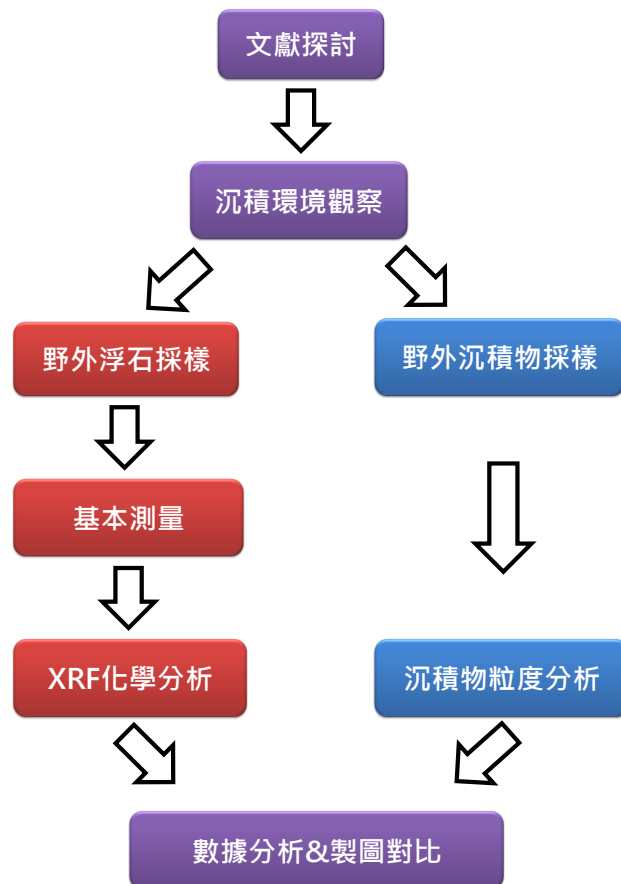 文獻探討
沉積環境觀察
野外浮石採樣
野外沉積物採樣
基本測量
XRF化學分析
沉積物粒度分析
數據分析&製圖對比